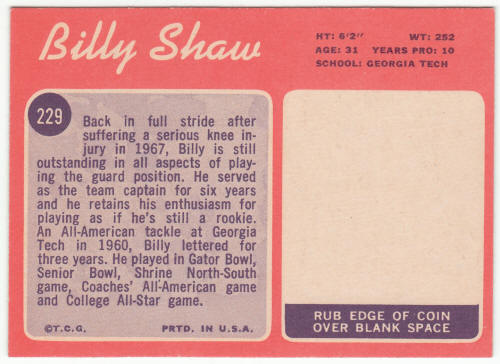 Billy Shaw
HT: 6'2" WT: 252
AGE: 31 YEARS PRO: 10
SCHOOL: GEORGIA TECH
229
Back in full stride after
suffering a serious knee in-
jury in 1967, Billy is still
outstanding in all aspects of play-
ing the guard position. He served
as the team captain for six years
and he retains his enthusiasm for
playing as if he's still a rookie.
An All-American tackle at Georgia
Tech in 1960, Billy lettered for
three years. He played in Gator Bowl,
Senior Bowl, Shrine North-South
game, Coaches' All-American game
and College All-Star game.
©T.C.G. PRTD. IN U.S.A.
RUB EDGE OF COIN
OVER BLANK SPACE